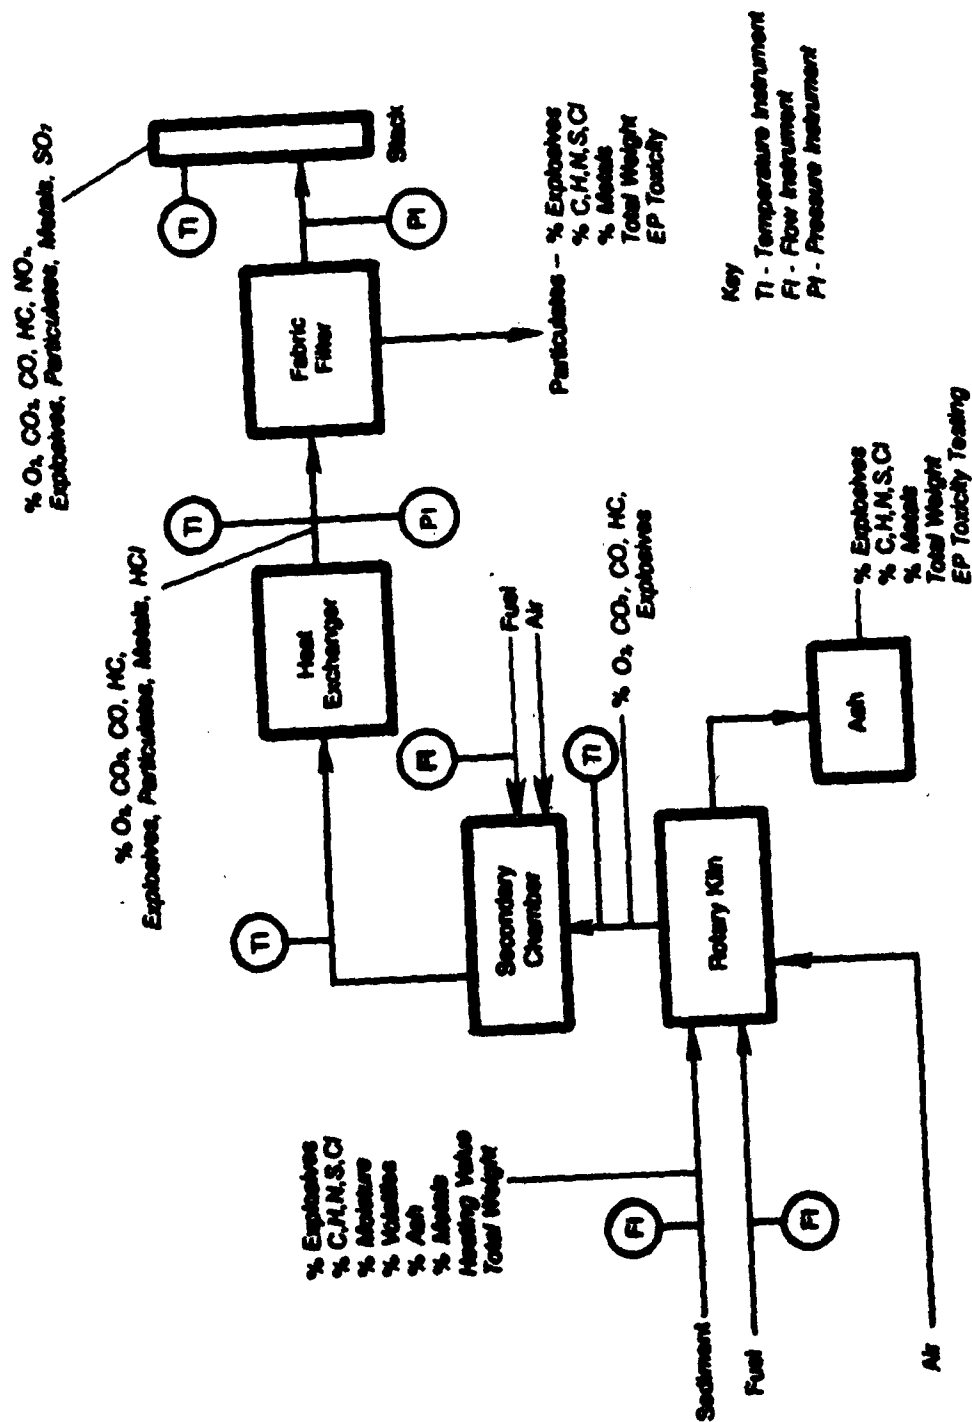 % O₂, CO₂, CO, HC, NOₓ,
Explosives, Particulates, Metals, SO₂
TI
Stack
PI
Fabric
Filter
Particulates – % Explosives
% C,H,N,S,Cl
% Metals
Total Weight
EP Toxicity
Key
TI - Temperature Instrument
FI - Flow Instrument
PI - Pressure Instrument
% O₂, CO₂, CO, HC,
Explosives, Particulates, Metals, HCl
TI
PI
Heat
Exchanger
TI
FI
Fuel
Air
Secondary
Chamber
TI
% O₂, CO₂, CO, HC,
Explosives
Rotary Kiln
Ash
% Explosives
% C,H,N,S,Cl
% Metals
Total Weight
EP Toxicity Testing
% Explosives
% C,H,N,S,Cl
% Moisture
% Volatiles
% Ash
% Metals
Heating Value
Total Weight
FI
FI
Sediment
Fuel
Air